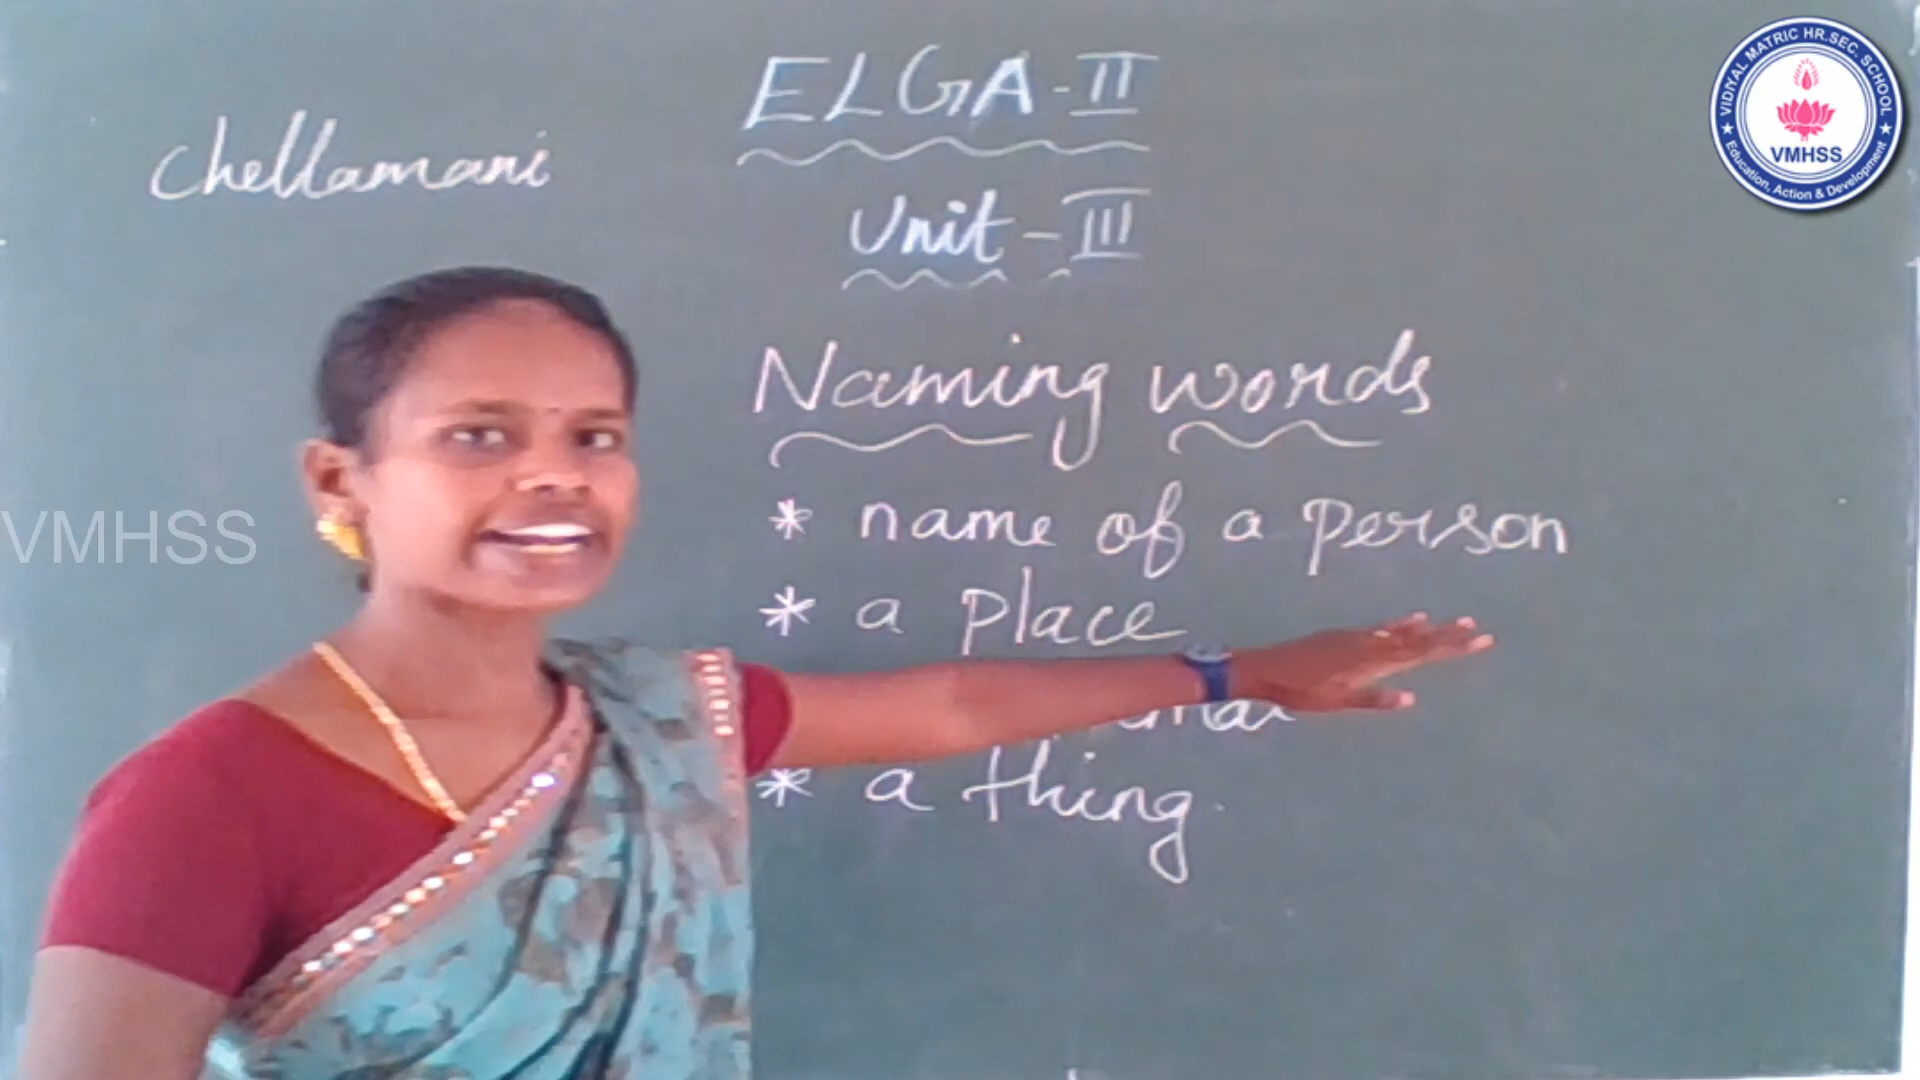 VIDIYAL MATRIC HR.SEC. SCHOOL
VMHSS
Education, Action & Development
ELGA-II
Chellamani
Unit-III
Naming words
* name of a person
VMHSS
* a place
* a thing.